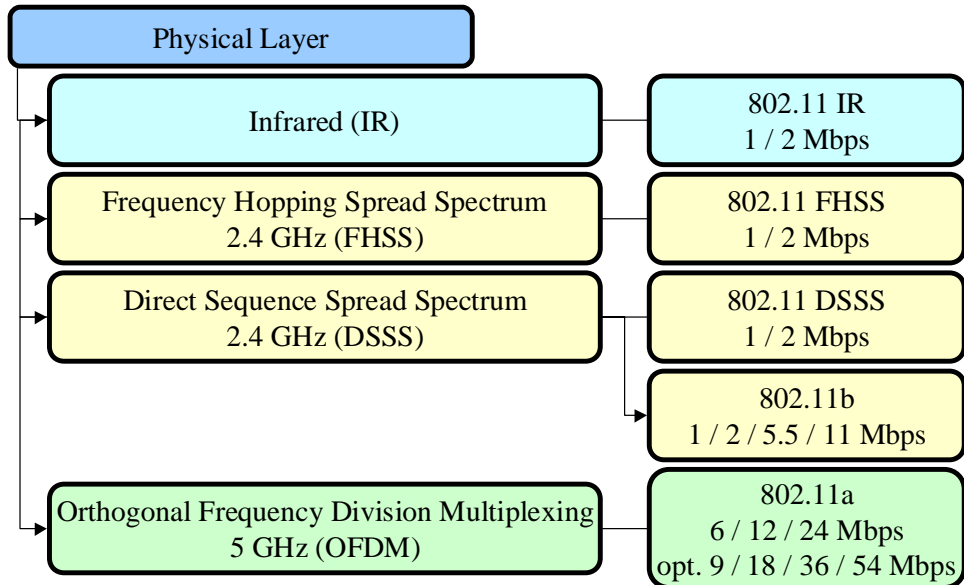 Physical Layer
Infrared (IR)
802.11 IR
1 / 2 Mbps
Frequency Hopping Spread Spectrum
2.4 GHz (FHSS)
802.11 FHSS
1 / 2 Mbps
Direct Sequence Spread Spectrum
2.4 GHz (DSSS)
802.11 DSSS
1 / 2 Mbps
802.11b
1 / 2 / 5.5 / 11 Mbps
Orthogonal Frequency Division Multiplexing
5 GHz (OFDM)
802.11a
6 / 12 / 24 Mbps
opt. 9 / 18 / 36 / 54 Mbps